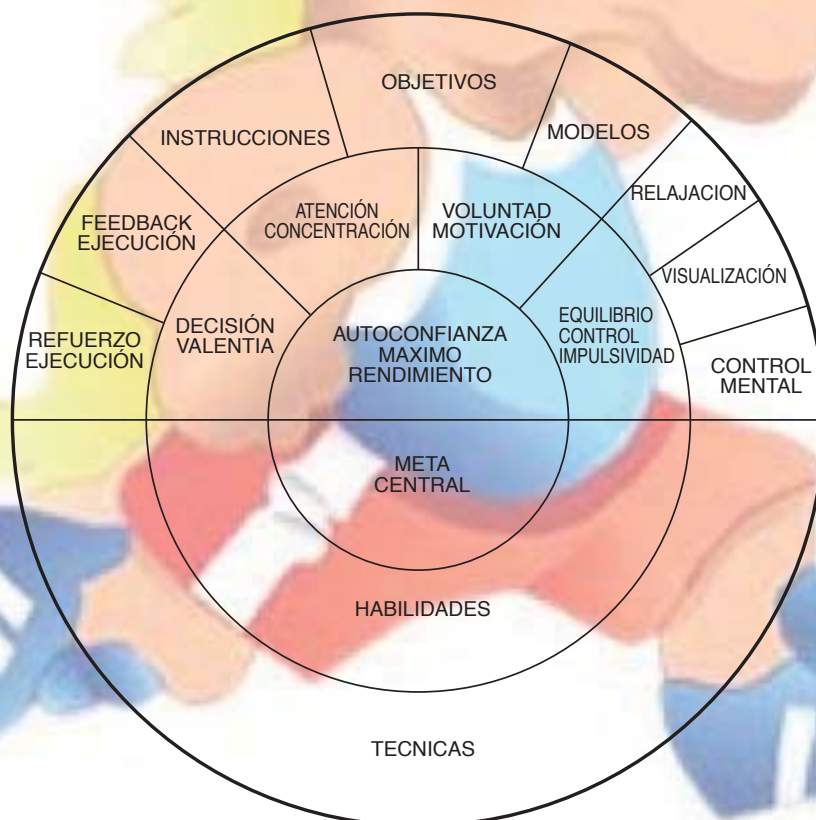 OBJETIVOS
INSTRUCCIONES
MODELOS
FEEDBACK
EJECUCIÓN
RELAJACION
VISUALIZACIÓN
REFUERZO
EJECUCIÓN
CONTROL
MENTAL
ATENCIÓN
CONCENTRACIÓN
VOLUNTAD
MOTIVACIÓN
DECISIÓN
VALENTIA
EQUILIBRIO
CONTROL
IMPULSIVIDAD
AUTOCONFIANZA
MAXIMO
RENDIMIENTO
META
CENTRAL
HABILIDADES
TECNICAS